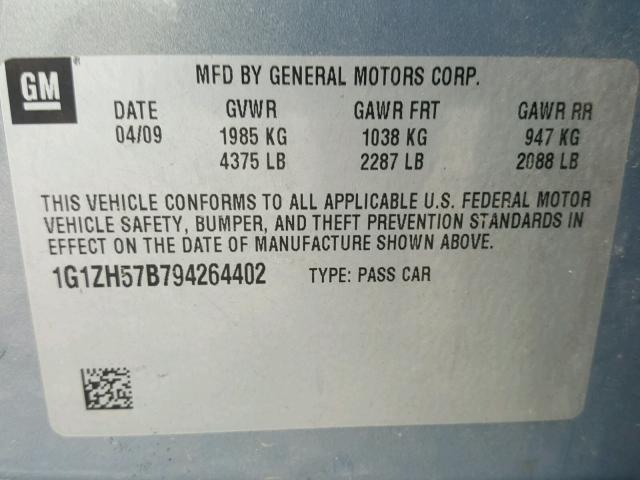 GM
MFD BY GENERAL MOTORS CORP.
DATE GVWR GAWR FRT GAWR RR
04/09 1985 KG 1038 KG 947 KG
4375 LB 2287 LB 2088 LB
THIS VEHICLE CONFORMS TO ALL APPLICABLE U.S. FEDERAL MOTOR
VEHICLE SAFETY, BUMPER, AND THEFT PREVENTION STANDARDS IN
EFFECT ON THE DATE OF MANUFACTURE SHOWN ABOVE.
1G1ZH57B794264402 TYPE: PASS CAR